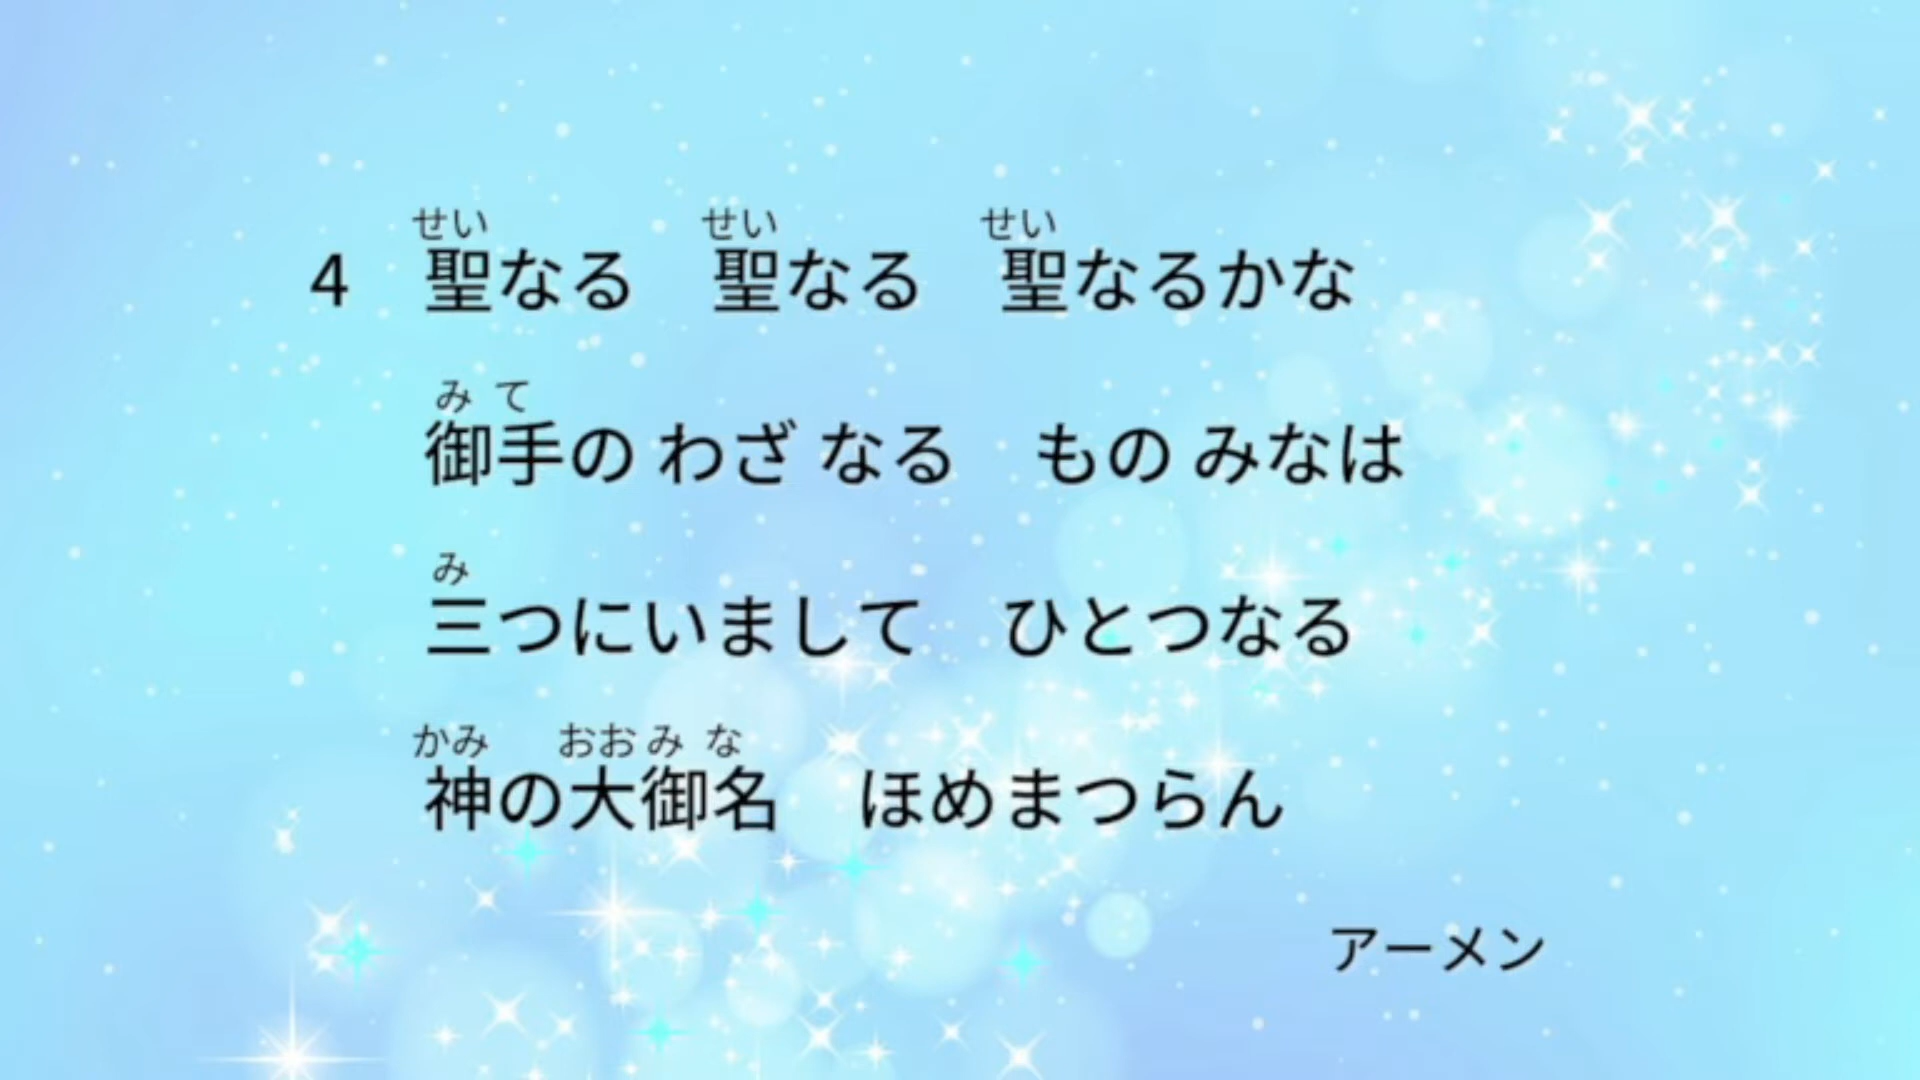 せい せい せい
4 聖なる 聖なる 聖なるかな
み て
御手の わざ なる もの みなは
み
三つにいまして ひとつなる
かみ おお み な
神の大御名 ほめまつらん
アーメン